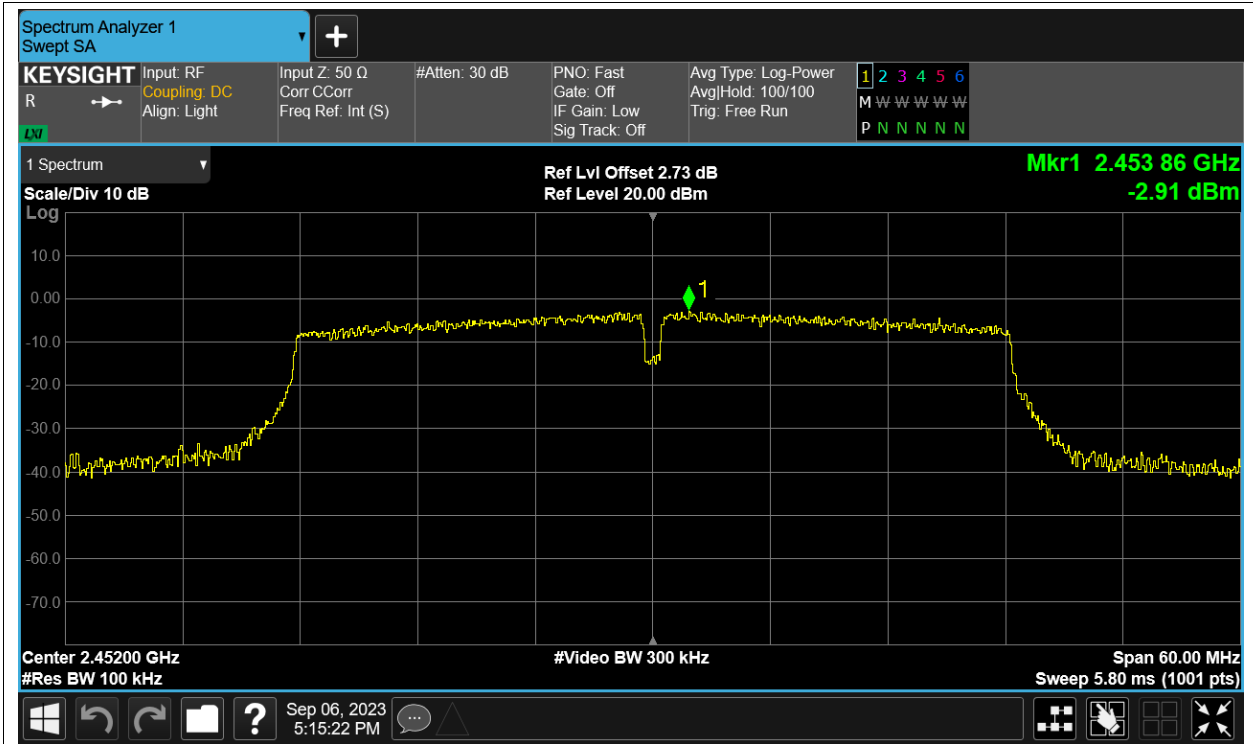 Spectrum Analyzer 1
Swept SA
+
KEYSIGHT
R
LXI
Input: RF
Coupling: DC
Align: Light
Input Z: 50 Ω
Corr CCorr
Freq Ref: Int (S)
#Atten: 30 dB
PNO: Fast
Gate: Off
IF Gain: Low
Sig Track: Off
Avg Type: Log-Power
Avg|Hold: 100/100
Trig: Free Run
1 2 3 4 5 6
M W W W W W
P N N N N N
1 Spectrum
Scale/Div 10 dB
Ref Lvl Offset 2.73 dB
Ref Level 20.00 dBm
Mkr1 2.453 86 GHz
-2.91 dBm
Log
10.0
0.00
-10.0
-20.0
-30.0
-40.0
-50.0
-60.0
-70.0
1
Center 2.45200 GHz
#Res BW 100 kHz
#Video BW 300 kHz
Span 60.00 MHz
Sweep 5.80 ms (1001 pts)
?
Sep 06, 2023
5:15:22 PM